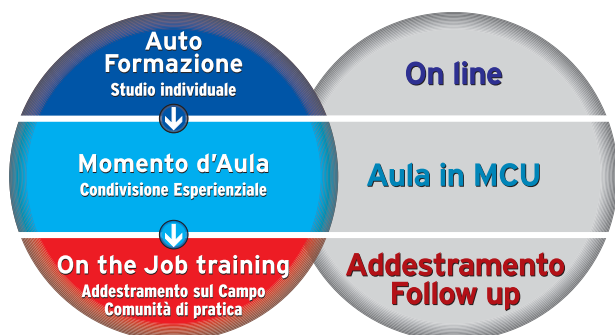 Auto
Formazione
Studio individuale
On line
Momento d'Aula
Condivisione Esperienziale
Aula in MCU
On the Job training
Addestramento sul Campo
Comunità di pratica
Addestramento
Follow up